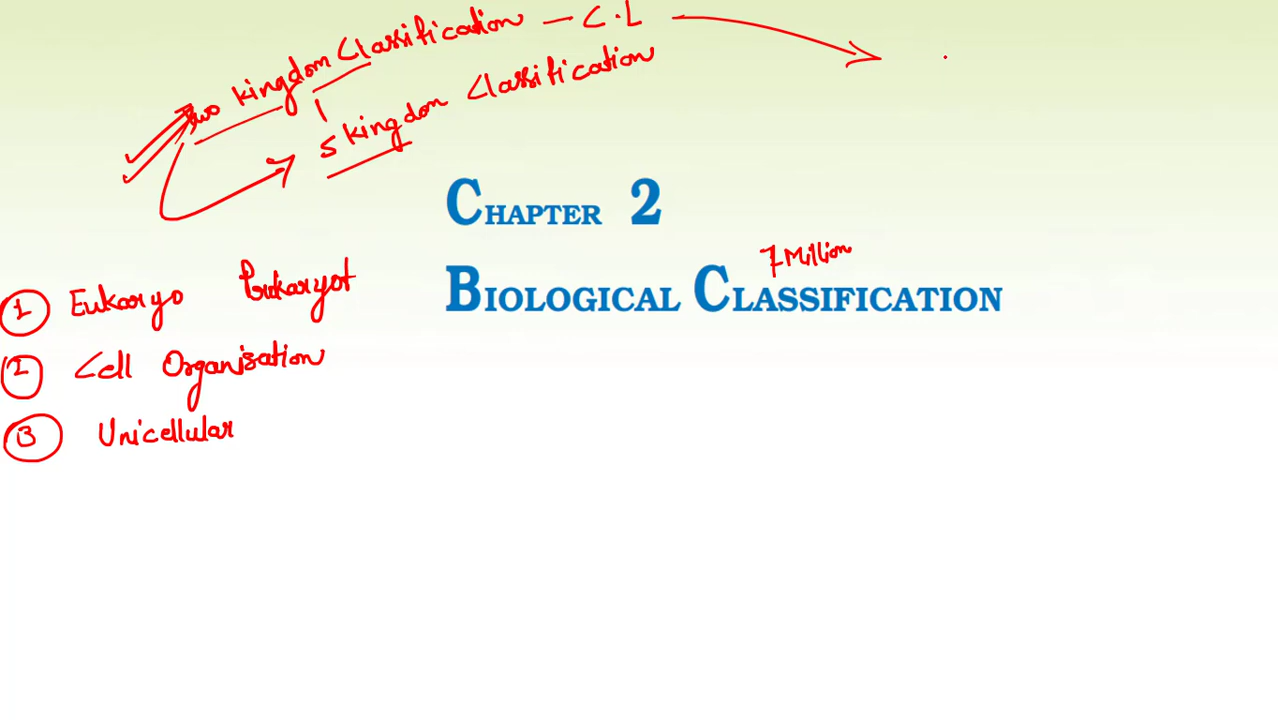 Two kingdom Classification - C.L
5 kingdom Classification
CHAPTER 2
7 Million
BIOLOGICAL CLASSIFICATION
1 Eukaryo Prukaryot
2 Cell Organisation
3 Unicellular